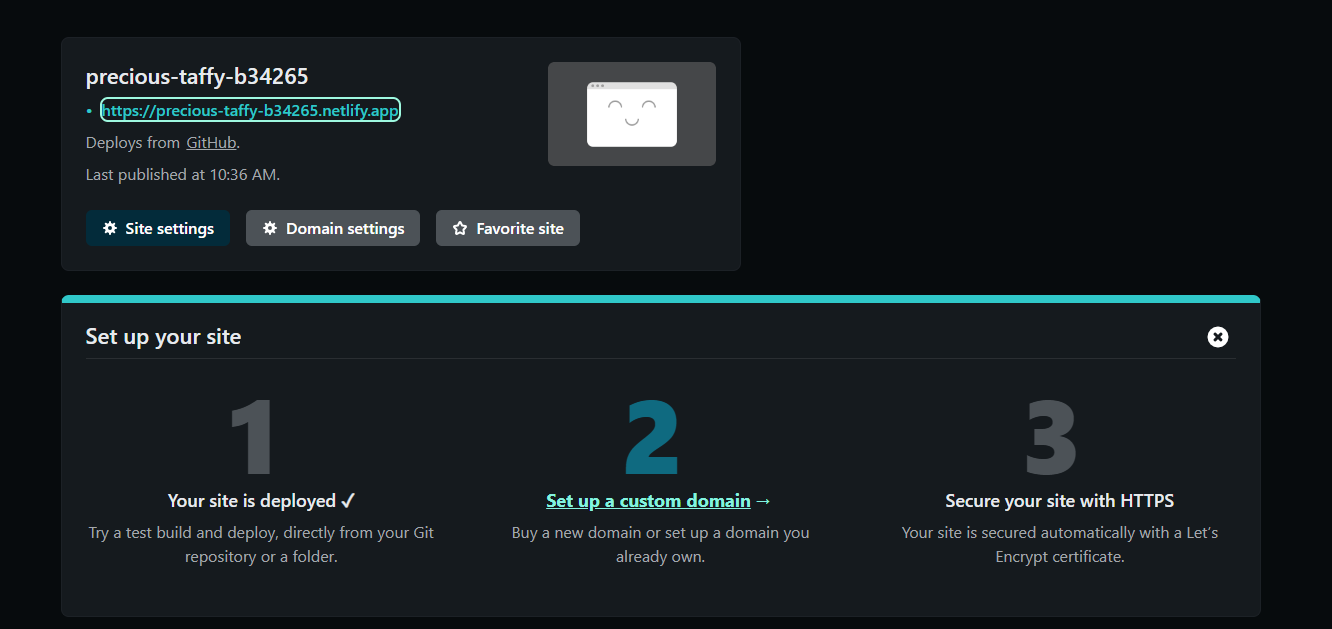 precious-taffy-b34265
• https://precious-taffy-b34265.netlify.app
Deploys from GitHub.
Last published at 10:36 AM.
Site settings
Domain settings
Favorite site
Set up your site
1
Your site is deployed ✓
Try a test build and deploy, directly from your Git
repository or a folder.
2
Set up a custom domain →
Buy a new domain or set up a domain you
already own.
3
Secure your site with HTTPS
Your site is secured automatically with a Let’s
Encrypt certificate.